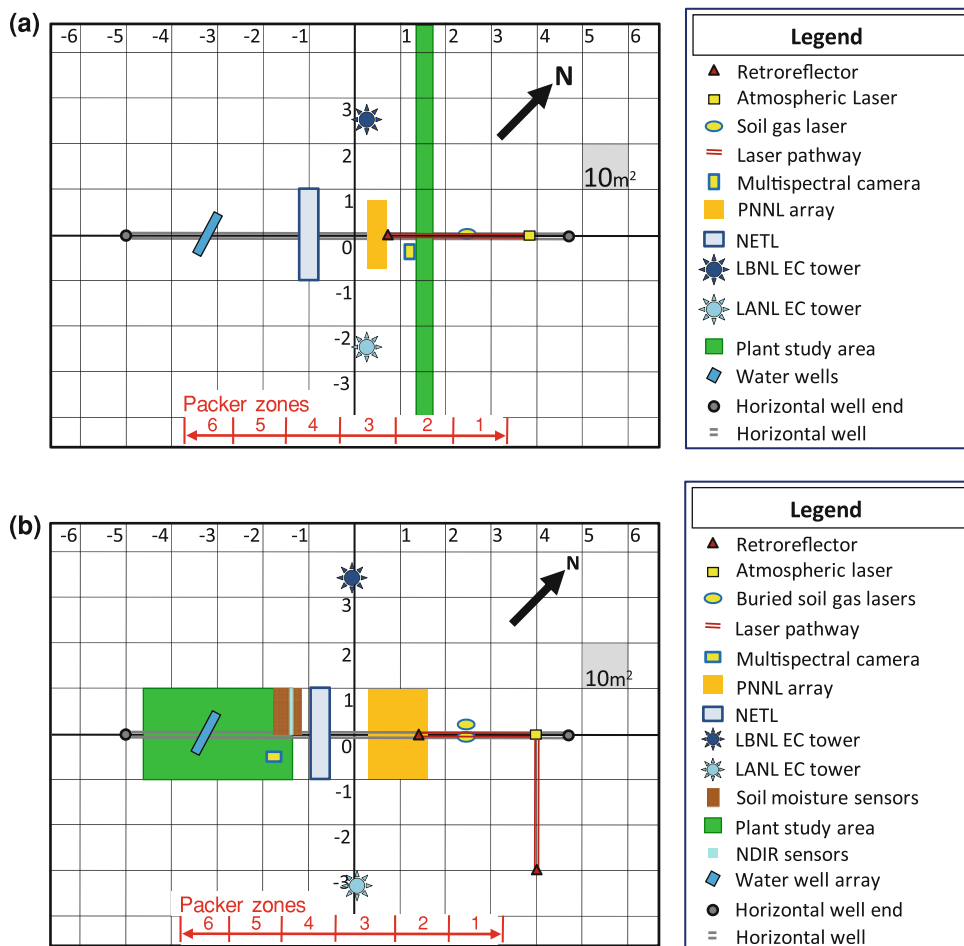 (a)
-6 -5 -4 -3 -2 -1 1 2 3 4 5 6
N
3
2
10m²
1
0
-1
-2
-3
Packer zones
6 5 4 3 2 1
Legend
Retroreflector
Atmospheric Laser
Soil gas laser
Laser pathway
Multispectral camera
PNNL array
NETL
LBNL EC tower
LANL EC tower
Plant study area
Water wells
Horizontal well end
Horizontal well
(b)
-6 -5 -4 -3 -2 -1 1 2 3 4 5 6
N
3
2
10m²
1
0
-1
-2
-3
Packer zones
6 5 4 3 2 1
Legend
Retroreflector
Atmospheric laser
Buried soil gas lasers
Laser pathway
Multispectral camera
PNNL array
NETL
LBNL EC tower
LANL EC tower
Soil moisture sensors
Plant study area
NDIR sensors
Water well array
Horizontal well end
Horizontal well